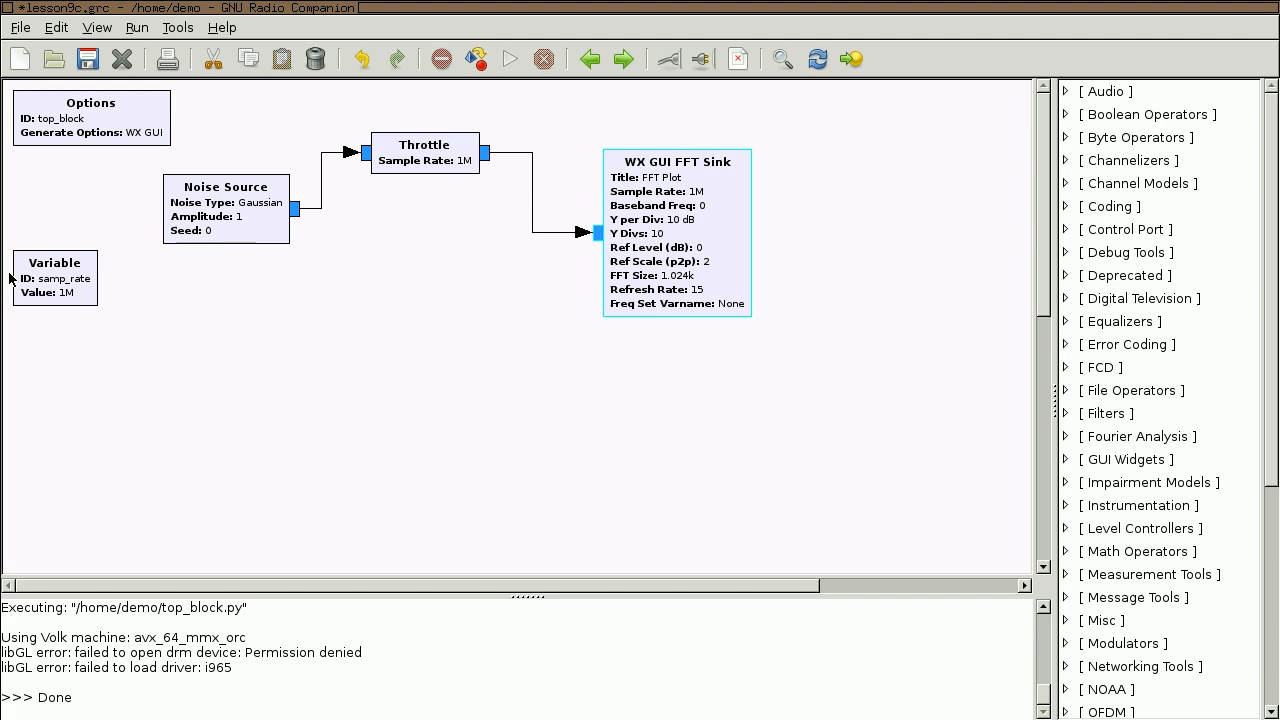 *lesson9c.grc - /home/demo - GNU Radio Companion
File Edit View Run Tools Help
Options
ID: top_block
Generate Options: WX GUI
Throttle
Sample Rate: 1M
Noise Source
Noise Type: Gaussian
Amplitude: 1
Seed: 0
WX GUI FFT Sink
Title: FFT Plot
Sample Rate: 1M
Baseband Freq: 0
Y per Div: 10 dB
Y Divs: 10
Ref Level (dB): 0
Ref Scale (p2p): 2
FFT Size: 1.024k
Refresh Rate: 15
Freq Set Varname: None
Variable
ID: samp_rate
Value: 1M
[ Audio ]
[ Boolean Operators ]
[ Byte Operators ]
[ Channelizers ]
[ Channel Models ]
[ Coding ]
[ Control Port ]
[ Debug Tools ]
[ Deprecated ]
[ Digital Television ]
[ Equalizers ]
[ Error Coding ]
[ FCD ]
[ File Operators ]
[ Filters ]
[ Fourier Analysis ]
[ GUI Widgets ]
[ Impairment Models ]
[ Instrumentation ]
[ Level Controllers ]
[ Math Operators ]
[ Measurement Tools ]
[ Message Tools ]
[ Misc ]
[ Modulators ]
[ Networking Tools ]
[ NOAA ]
[ OFDM ]
Executing: "/home/demo/top_block.py"
Using Volk machine: avx_64_mmx_orc
libGL error: failed to open drm device: Permission denied
libGL error: failed to load driver: i965
>>> Done